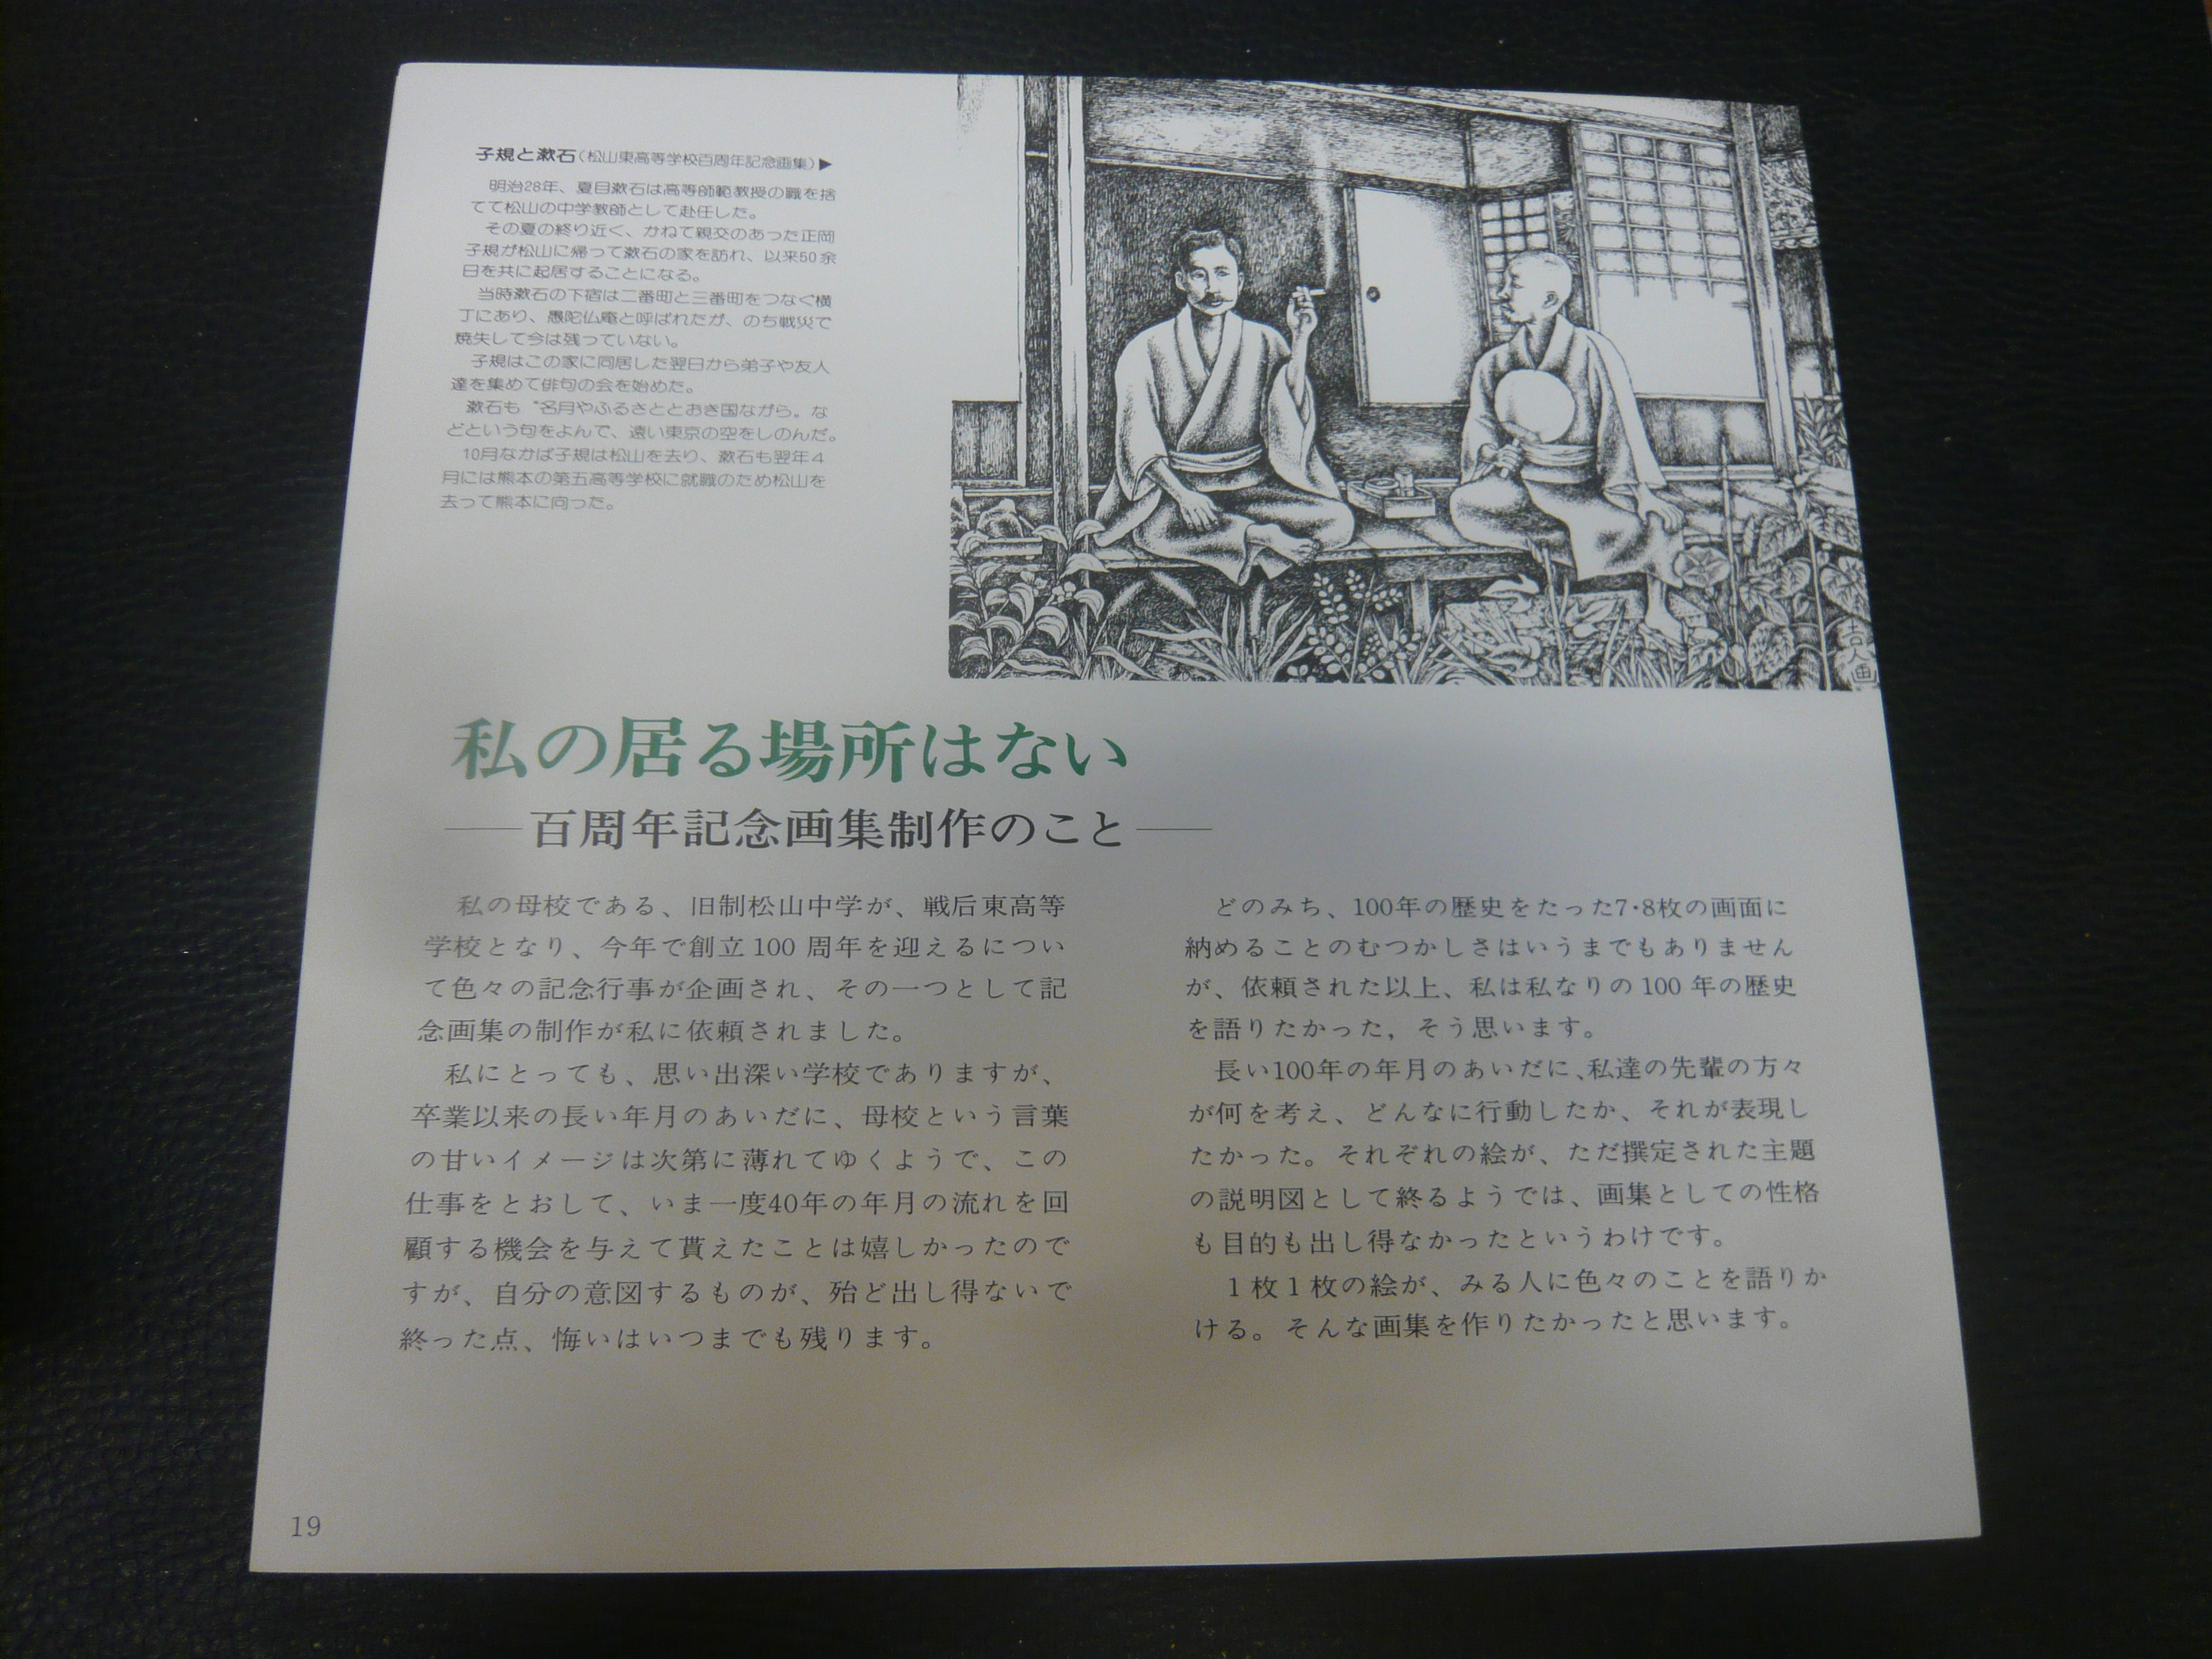 子規と漱石(松山東高等学校百周年記念画集)▶
明治28年、夏目漱石は高等師範教授の職を捨
てて松山の中学教師として赴任した。
その夏の終り近く、かねて親交のあった正岡
子規が松山に帰って漱石の家を訪れ、以来50余
日を共に起居することになる。
当時漱石の下宿は二番町と三番町をつなぐ横
丁にあり、愚陀仏庵と呼ばれたが、のち戦災で
焼失して今は残っていない。
子規はこの家に同居した翌日から弟子や友人
達を集めて俳句の会を始めた。
漱石も〝名月やふるさととおき国ながら〟な
どという句をよんで、遠い東京の空をしのんだ。
10月なかば子規は松山を去り、漱石も翌年4
月には熊本の第五高等学校に就職のため松山を
去って熊本に向った。
吉人画
私の居る場所はない
——百周年記念画集制作のこと——
私の母校である、旧制松山中学が、戦后東高等
学校となり、今年で創立100周年を迎えるについ
て色々の記念行事が企画され、その一つとして記
念画集の制作が私に依頼されました。
私にとっても、思い出深い学校でありますが、
卒業以来の長い年月のあいだに、母校という言葉
の甘いイメージは次第に薄れてゆくようで、この
仕事をとおして、いま一度40年の年月の流れを回
顧する機会を与えて貰えたことは嬉しかったので
すが、自分の意図するものが、殆ど出し得ないで
終った点、悔いはいつまでも残ります。
どのみち、100年の歴史をたった7・8枚の画面に
納めることのむつかしさはいうまでもありません
が、依頼された以上、私は私なりの100年の歴史
を語りたかった，そう思います。
長い100年の年月のあいだに、私達の先輩の方々
が何を考え、どんなに行動したか、それが表現し
たかった。それぞれの絵が、ただ撰定された主題
の説明図として終るようでは、画集としての性格
も目的も出し得なかったというわけです。
1枚1枚の絵が、みる人に色々のことを語りか
ける。そんな画集を作りたかったと思います。
19